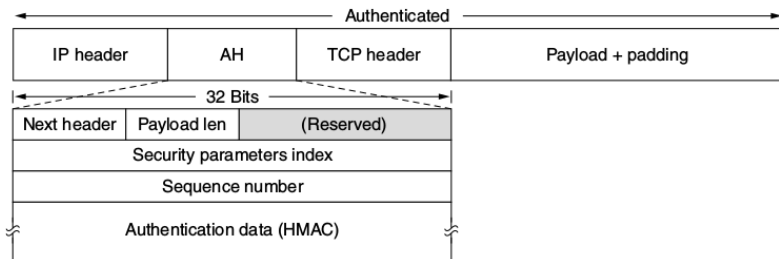 Authenticated
IP header AH TCP header Payload + padding
32 Bits
Next header Payload len (Reserved)
Security parameters index
Sequence number
Authentication data (HMAC)